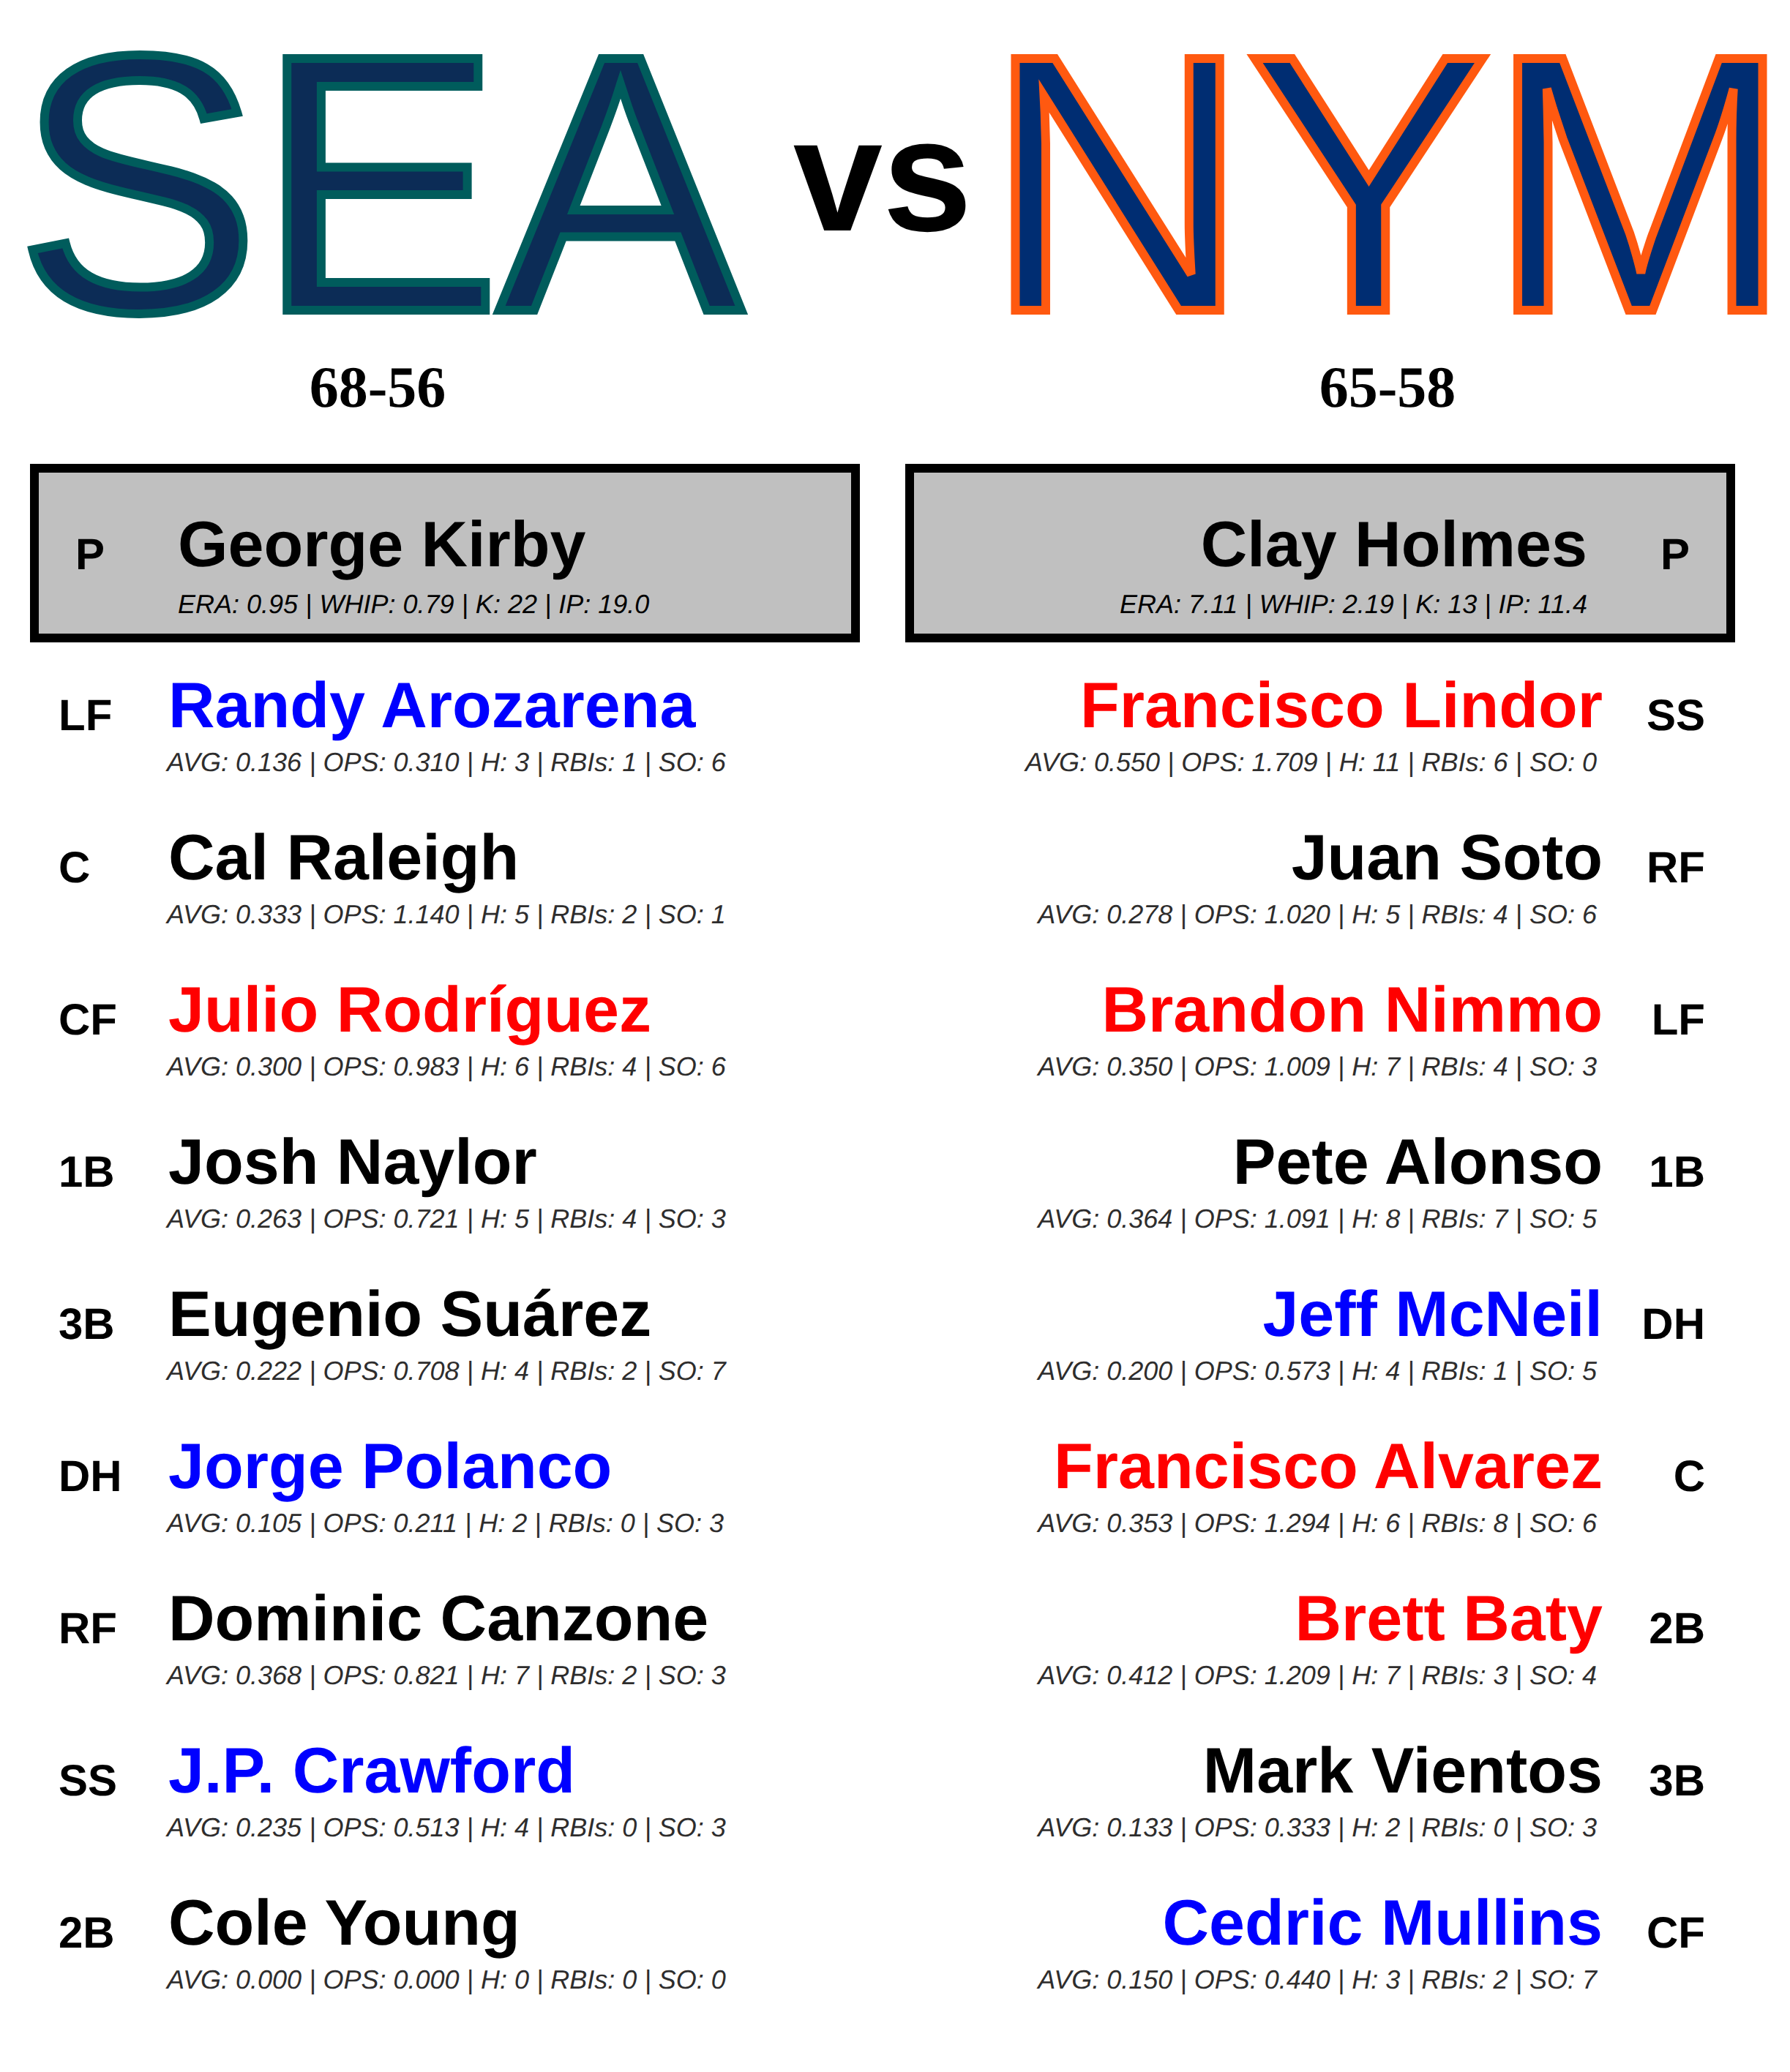 SEA vs NYM
68-56 65-58
P George Kirby
ERA: 0.95 | WHIP: 0.79 | K: 22 | IP: 19.0
Clay Holmes P
ERA: 7.11 | WHIP: 2.19 | K: 13 | IP: 11.4
LF Randy Arozarena
AVG: 0.136 | OPS: 0.310 | H: 3 | RBIs: 1 | SO: 6
C Cal Raleigh
AVG: 0.333 | OPS: 1.140 | H: 5 | RBIs: 2 | SO: 1
CF Julio Rodríguez
AVG: 0.300 | OPS: 0.983 | H: 6 | RBIs: 4 | SO: 6
1B Josh Naylor
AVG: 0.263 | OPS: 0.721 | H: 5 | RBIs: 4 | SO: 3
3B Eugenio Suárez
AVG: 0.222 | OPS: 0.708 | H: 4 | RBIs: 2 | SO: 7
DH Jorge Polanco
AVG: 0.105 | OPS: 0.211 | H: 2 | RBIs: 0 | SO: 3
RF Dominic Canzone
AVG: 0.368 | OPS: 0.821 | H: 7 | RBIs: 2 | SO: 3
SS J.P. Crawford
AVG: 0.235 | OPS: 0.513 | H: 4 | RBIs: 0 | SO: 3
2B Cole Young
AVG: 0.000 | OPS: 0.000 | H: 0 | RBIs: 0 | SO: 0
Francisco Lindor SS
AVG: 0.550 | OPS: 1.709 | H: 11 | RBIs: 6 | SO: 0
Juan Soto RF
AVG: 0.278 | OPS: 1.020 | H: 5 | RBIs: 4 | SO: 6
Brandon Nimmo LF
AVG: 0.350 | OPS: 1.009 | H: 7 | RBIs: 4 | SO: 3
Pete Alonso 1B
AVG: 0.364 | OPS: 1.091 | H: 8 | RBIs: 7 | SO: 5
Jeff McNeil DH
AVG: 0.200 | OPS: 0.573 | H: 4 | RBIs: 1 | SO: 5
Francisco Alvarez C
AVG: 0.353 | OPS: 1.294 | H: 6 | RBIs: 8 | SO: 6
Brett Baty 2B
AVG: 0.412 | OPS: 1.209 | H: 7 | RBIs: 3 | SO: 4
Mark Vientos 3B
AVG: 0.133 | OPS: 0.333 | H: 2 | RBIs: 0 | SO: 3
Cedric Mullins CF
AVG: 0.150 | OPS: 0.440 | H: 3 | RBIs: 2 | SO: 7